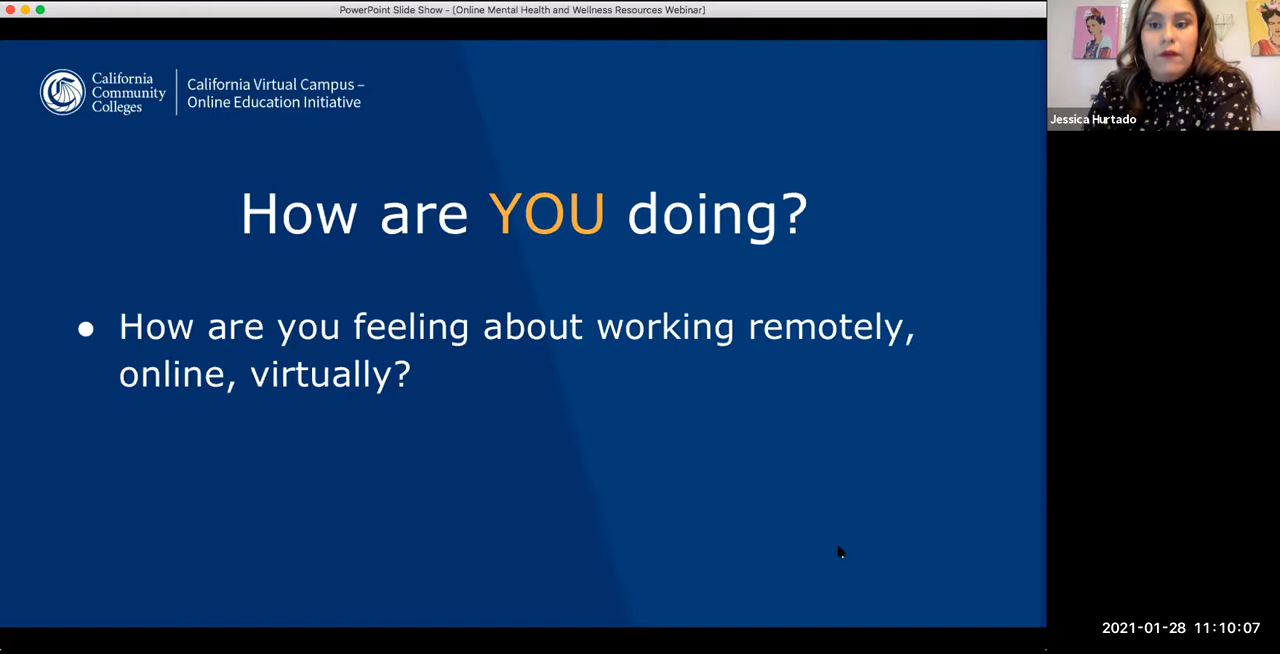 PowerPoint Slide Show - [Online Mental Health and Wellness Resources Webinar]
California
Community
Colleges
California Virtual Campus –
Online Education Initiative
Jessica Hurtado
How are YOU doing?
● How are you feeling about working remotely,
online, virtually?
2021-01-28 11:10:07